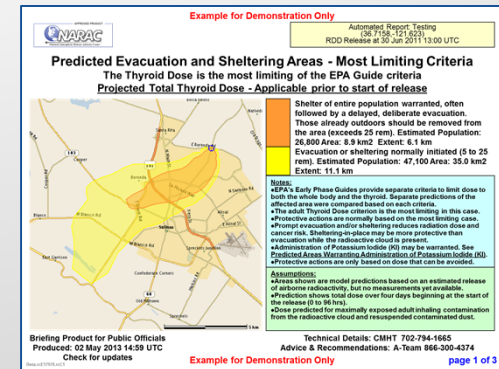 Example for Demonstration Only
NARAC
Automated Report: Testing
(36.7158,-121.623)
RDD Release at 30 Jun 2011 13:00 UTC
Predicted Evacuation and Sheltering Areas - Most Limiting Criteria
The Thyroid Dose is the most limiting of the EPA Guide criteria
Projected Total Thyroid Dose - Applicable prior to start of release
Shelter of entire population warranted, often
followed by a delayed, deliberate evacuation.
Those already outdoors should be removed from
the area (exceeds 25 rem). Estimated Population:
26,800 Area: 8.9 km2 Extent: 6.1 km
Evacuation or sheltering normally initiated (5 to 25
rem). Estimated Population: 47,100 Area: 35.0 km2
Extent: 11.1 km
Salinas
Notes:
•EPA's Early Phase Guides provide separate criteria to limit dose to
both the whole body and the thyroid. Separate predictions of the
affected area were compared based on each criteria.
•The adult Thyroid Dose criterion is the most limiting in this case.
•Protective actions are normally based on the most limiting case.
•Prompt evacuation and/or sheltering reduces radiation dose and
cancer risk. Sheltering-in-place may be more protective than
evacuation while the radioactive cloud is present.
•Administration of Potassium Iodide (KI) may be warranted. See
Predicted Areas Warranting Administration of Potassium Iodide (KI).
•Protective actions are only based on dose that can be avoided.
Assumptions:
•Areas shown are model predictions based on an estimated release
of airborne radioactivity, but no measurements yet available.
•Prediction shows total dose over four days beginning at the start of
the release (0 to 96 hrs).
•Dose predicted for maximally exposed adult inhaling contamination
from the radioactive cloud and resuspended contaminated dust.
Briefing Product for Public Officials
Produced: 02 May 2013 14:59 UTC
Check for updates
Technical Details: CMHT 702-794-1665
Advice & Recommendations: A-Team 866-300-4374
Example for Demonstration Only
page 1 of 3